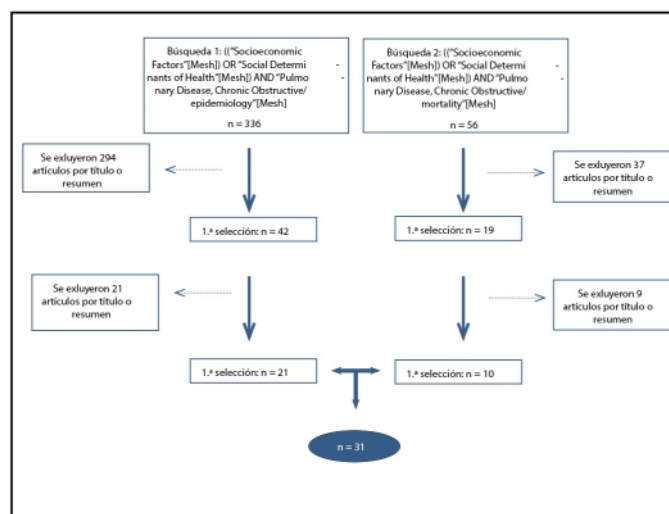 Búsqueda 1: ((“Socioeconomic
Factors”[Mesh]) OR “Social Determi -
nants of Health”[Mesh]) AND “Pulmo -
nary Disease, Chronic Obstructive/
epidemiology”[Mesh]
n = 336
Búsqueda 2: ((“Socioeconomic
Factors”[Mesh]) OR “Social Determi -
inants of Health”[Mesh]) AND “Pulmo -
nary Disease, Chronic Obstructive/
mortality”[Mesh]
n = 56
Se exluyeron 294
artículos por título o
resumen
Se exluyeron 37
artículos por título o
resumen
1.ª selección: n = 42
1.ª selección: n = 19
Se exluyeron 21
artículos por título o
resumen
Se exluyeron 9
artículos por título o
resumen
1.ª selección: n = 21
1.ª selección: n = 10
n = 31